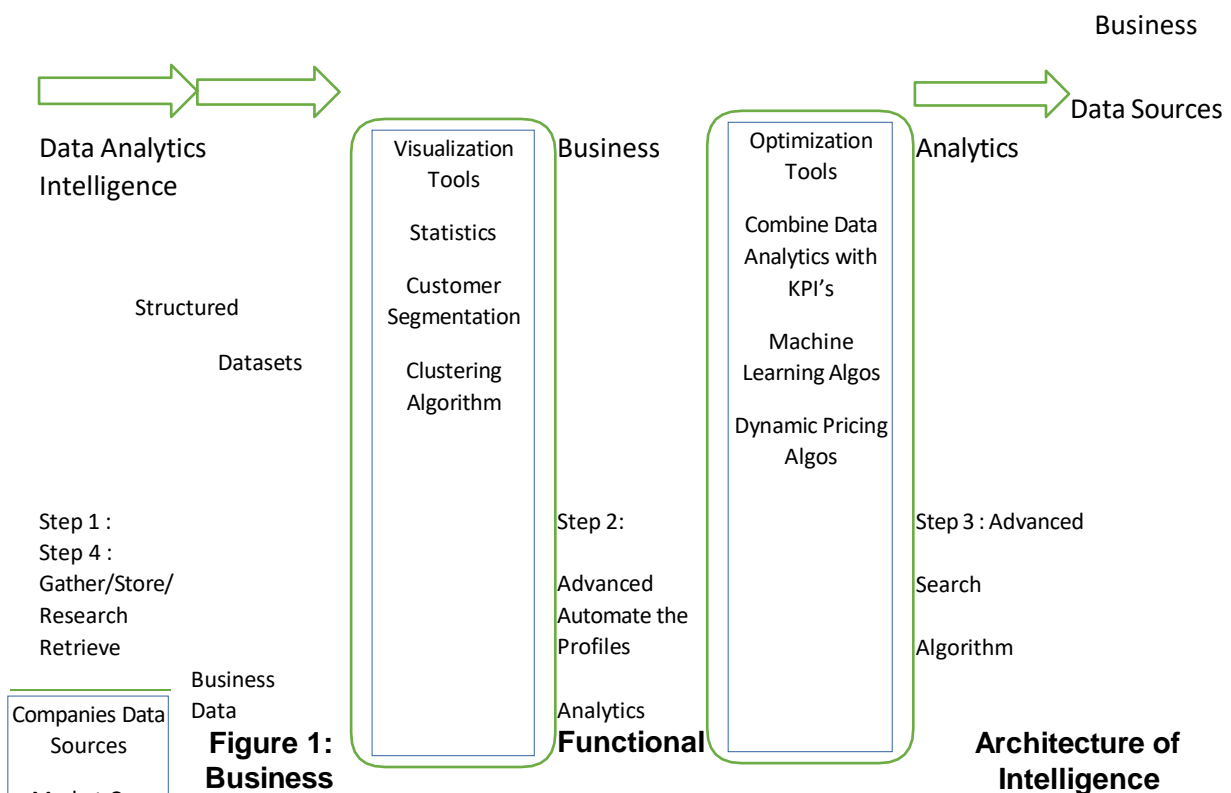 Business
Data Sources
Data Analytics
Intelligence
Structured
Datasets
Visualization
Tools
Statistics
Customer
Segmentation
Clustering
Algorithm
Business
Optimization
Tools
Combine Data
Analytics with
KPI’s
Machine
Learning Algos
Dynamic Pricing
Algos
Analytics
Step 1 :
Step 4 :
Gather/Store/
Research
Retrieve
Step 2:
Advanced
Automate the
Profiles
Analytics
Step 3 : Advanced
Search
Algorithm
Business
Data
Companies Data
Sources
Figure 1:
Business
Functional
Architecture of
Intelligence